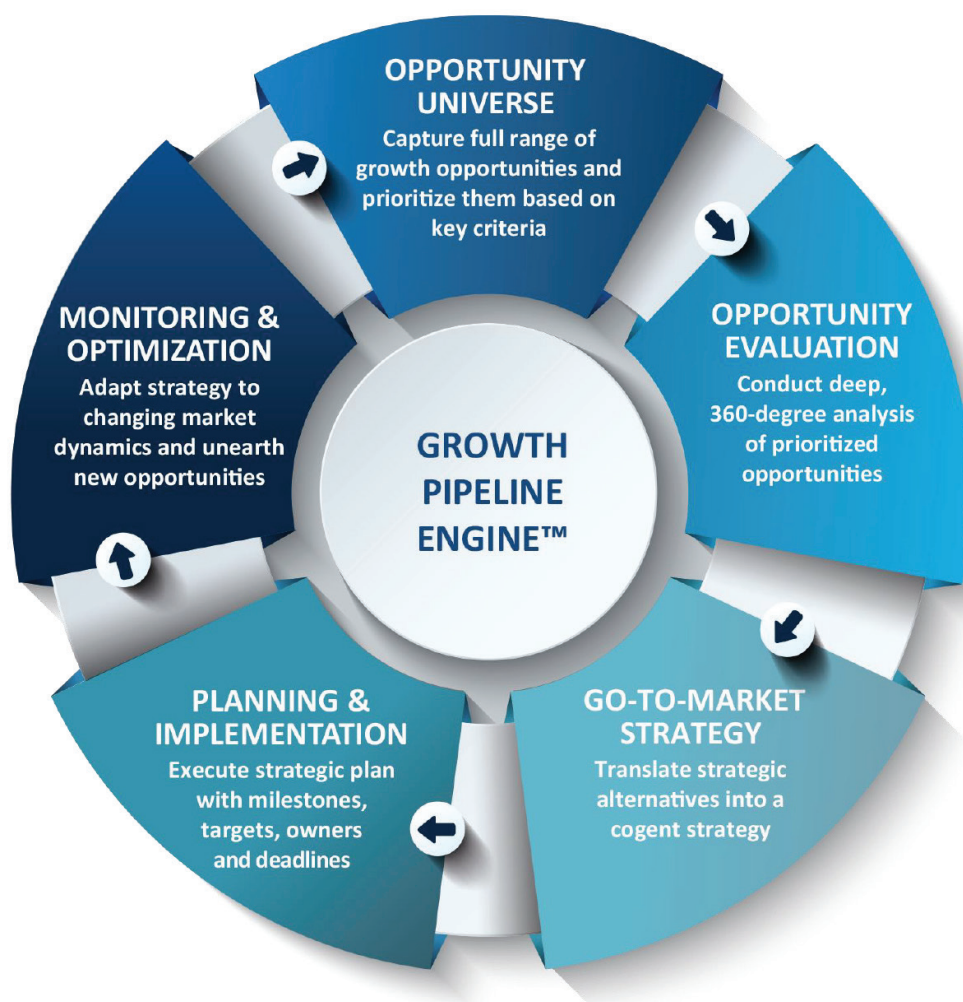 OPPORTUNITY
UNIVERSE
Capture full range of
growth opportunities and
prioritize them based on
key criteria
OPPORTUNITY
EVALUATION
Conduct deep,
360-degree analysis
of prioritized
opportunities
GO-TO-MARKET
STRATEGY
Translate strategic
alternatives into a
cogent strategy
PLANNING &
IMPLEMENTATION
Execute strategic plan
with milestones,
targets, owners
and deadlines
MONITORING &
OPTIMIZATION
Adapt strategy to
changing market
dynamics and unearth
new opportunities
GROWTH
PIPELINE
ENGINE™